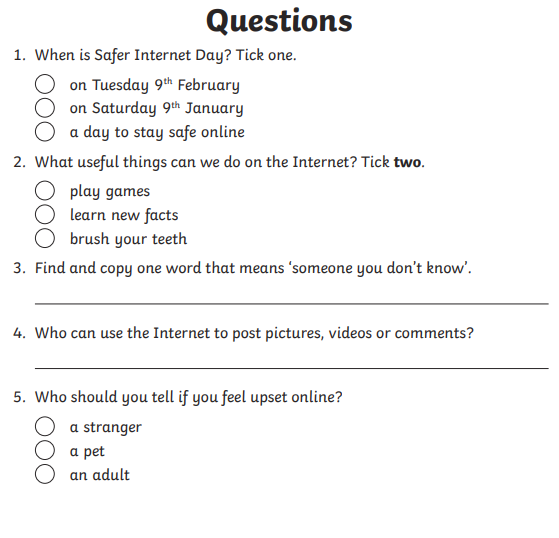 Questions
1. When is Safer Internet Day? Tick one.
on Tuesday 9th February
on Saturday 9th January
a day to stay safe online
2. What useful things can we do on the Internet? Tick two.
play games
learn new facts
brush your teeth
3. Find and copy one word that means ‘someone you don’t know’.
4. Who can use the Internet to post pictures, videos or comments?
5. Who should you tell if you feel upset online?
a stranger
a pet
an adult